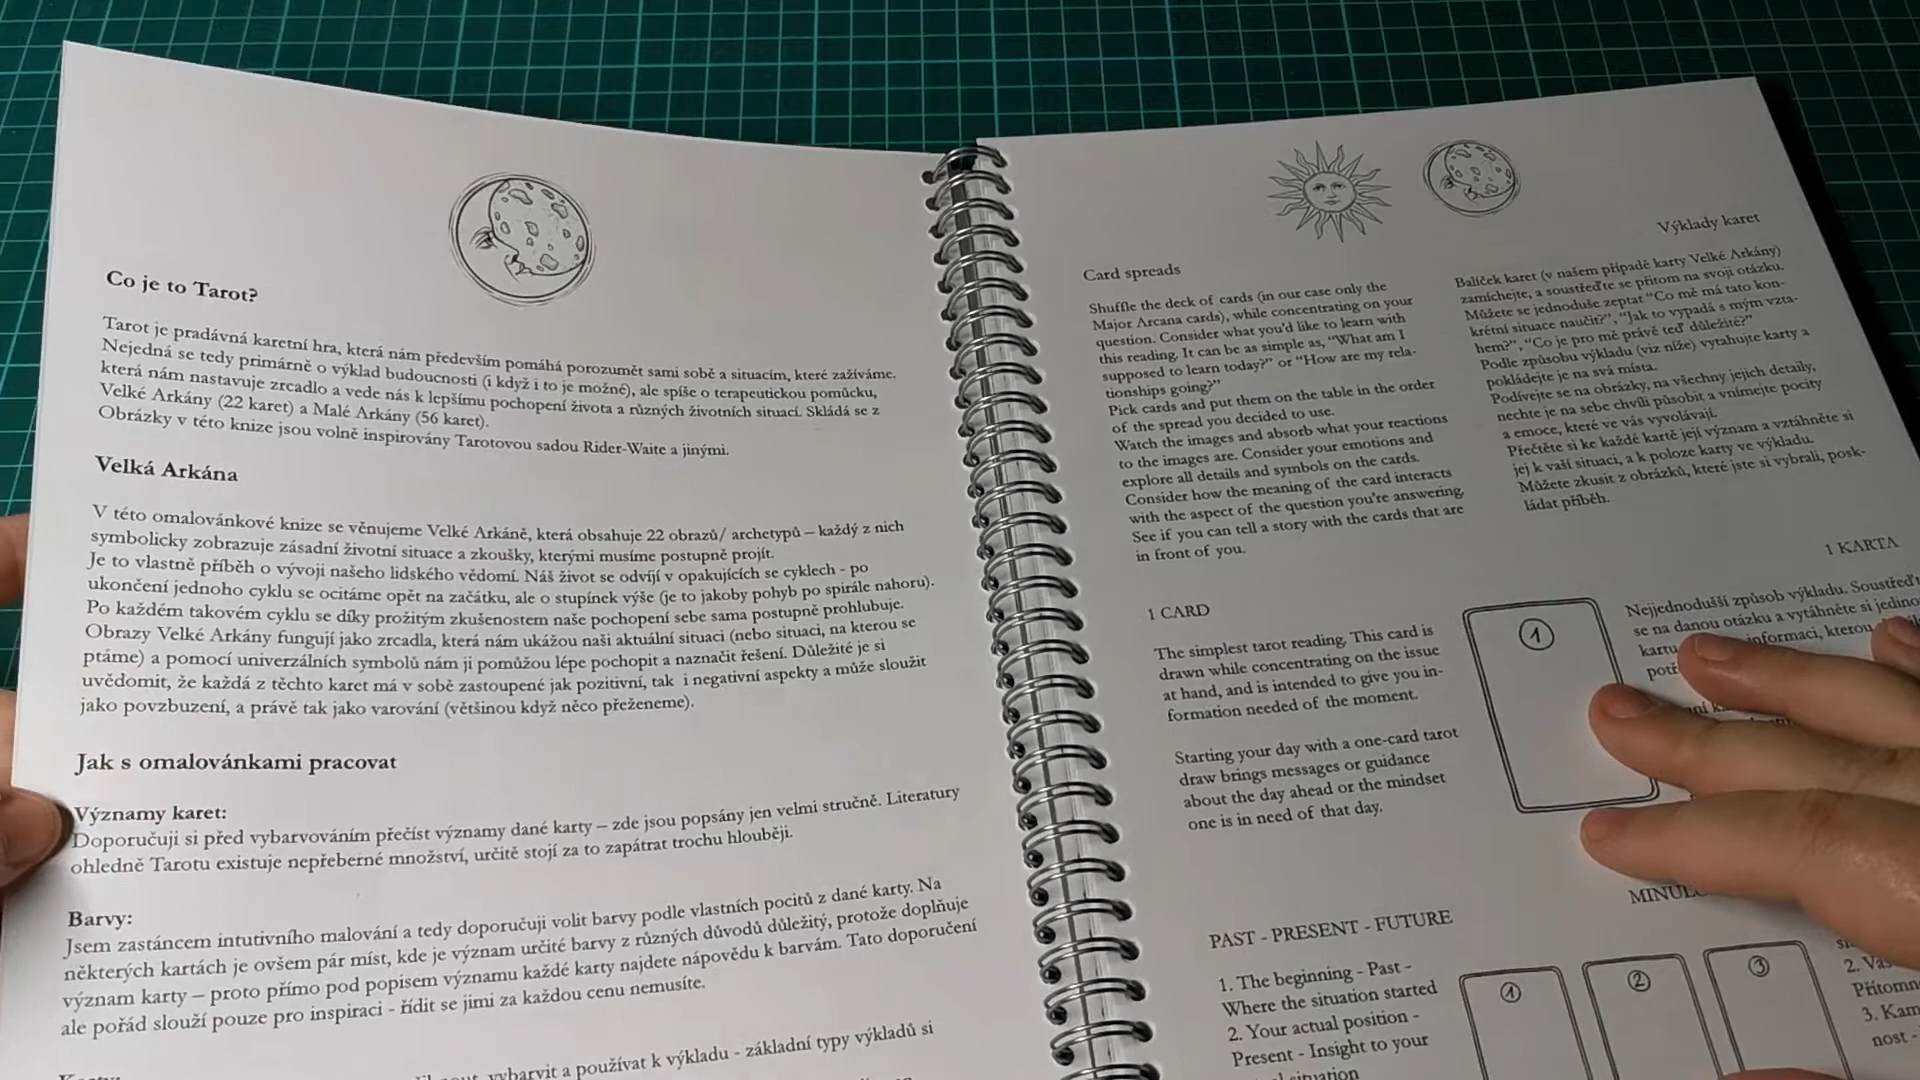 Co je to Tarot?
Tarot je pradávná karetní hra, která nám především pomáhá porozumět sami sobě a situacím, které zažíváme.
Nejedná se tedy primárně o výklad budoucnosti (i když i to je možné), ale spíše o terapeutickou pomůcku,
která nám nastavuje zrcadlo a vede nás k lepšímu pochopení života a různých životních situací. Skládá se z
Velké Arkány (22 karet) a Malé Arkány (56 karet).
Obrázky v této knize jsou volně inspirovány Tarotovou sadou Rider-Waite a jinými.
Velká Arkána
V této omalovánkové knize se věnujeme Velké Arkáně, která obsahuje 22 obrazů/ archetypů – každý z nich
symbolicky zobrazuje zásadní životní situace a zkoušky, kterými musíme postupně projít.
Je to vlastně příběh o vývoji našeho lidského vědomí. Náš život se odvíjí v opakujících se cyklech - po
ukončení jednoho cyklu se ocitáme opět na začátku, ale o stupínek výše (je to jakoby pohyb po spirále nahoru).
Po každém takovém cyklu se díky prožitým zkušenostem naše pochopení sebe sama postupně prohlubuje.
Obrazy Velké Arkány fungují jako zrcadla, která nám ukážou naši aktuální situaci (nebo situaci, na kterou se
ptáme) a pomocí univerzálních symbolů nám ji pomůžou lépe pochopit a naznačit řešení. Důležité je si
uvědomit, že každá z těchto karet má v sobě zastoupené jak pozitivní, tak i negativní aspekty a může sloužit
jako povzbuzení, a právě tak jako varování (většinou když něco přeženeme).
Jak s omalovánkami pracovat
Významy karet:
Doporučuji si před vybarvováním přečíst významy dané karty – zde jsou popsány jen velmi stručně. Literatury
ohledně Tarotu existuje nepřeberné množství, určitě stojí za to zapátrat trochu hlouběji.
Barvy:
Jsem zastáncem intutivního malování a tedy doporučuji volit barvy podle vlastních pocitů z dané karty. Na
některých kartách je ovšem pár míst, kde je význam určité barvy z různých důvodů důležitý, protože doplňuje
význam karty – proto přímo pod popisem významu každé karty najdete nápovědu k barvám. Tato doporučení
ale pořád slouží pouze pro inspiraci - řídit se jimi za každou cenu nemusíte.
vybarvit a používat k výkladu - základní typy výkladů si
Card spreads
Shuffle the deck of cards (in our case only the
Major Arcana cards), while concentrating on your
question. Consider what you'd like to learn with
this reading. It can be as simple as, "What am I
supposed to learn today?" or "How are my rela-
tionships going?"
Pick cards and put them on the table in the order
of the spread you decided to use.
Watch the images and absorb what your reactions
to the images are. Consider your emotions and
explore all details and symbols on the cards.
Consider how the meaning of the card interacts
with the aspect of the question you're answering.
See if you can tell a story with the cards that are
in front of you.
Výklady karet
Balíček karet (v našem případě karty Velké Arkány)
zamíchejte, a soustřeďte se přitom na svoji otázku.
Můžete se jednoduše zeptat "Co mě má tato kon-
krétní situace naučit?", "Jak to vypadá s mým vzta-
hem?", "Co je pro mě právě teď důležité?"
Podle způsobu výkladu (viz níže) vytahujte karty a
pokládejte je na svá místa.
Podívejte se na obrázky, na všechny jejich detaily,
nechte je na sebe chvíli působit a vnímejte pocity
a emoce, které ve vás vyvolávají.
Přečtěte si ke každé kartě její význam a vztáhněte si
jej k vaší situaci, a k poloze karty ve výkladu.
Můžete zkusit z obrázků, které jste si vybrali, posk-
ládat příběh.
1 CARD
The simplest tarot reading. This card is
drawn while concentrating on the issue
at hand, and is intended to give you in-
formation needed of the moment.
Starting your day with a one-card tarot
draw brings messages or guidance
about the day ahead or the mindset
one is in need of that day.
1
1 KARTA
Nejjednodušší způsob výkladu. Soustřeďt
se na danou otázku a vytáhněte si jedino
kartu informaci, kterou
PAST - PRESENT - FUTURE
1. The beginning - Past -
Where the situation started
2. Your actual position -
Present - Insight to your
situation
1
2
3
2.
Přítomn
3. Kam
nost -